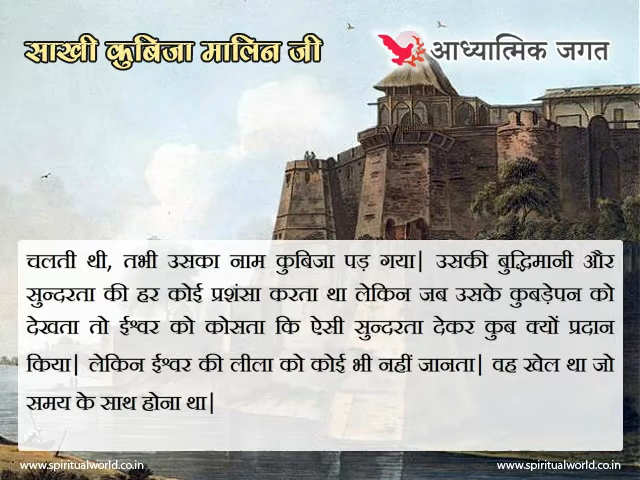 साखी कुबिजा मालिन जी
आध्यात्मिक जगत
चलती थी, तभी उसका नाम कुबिजा पड़ गया| उसकी बुद्धिमानी और
सुन्दरता की हर कोई प्रशंसा करता था लेकिन जब उसके कुबड़ेपन को
देखता तो ईश्वर को कोसता कि ऐसी सुन्दरता देकर कुब क्यों प्रदान
किया| लेकिन ईश्वर की लीला को कोई भी नहीं जानता| वह खेल था जो
समय के साथ होना था|
www.spiritualworld.co.in
www.spiritualworld.co.in